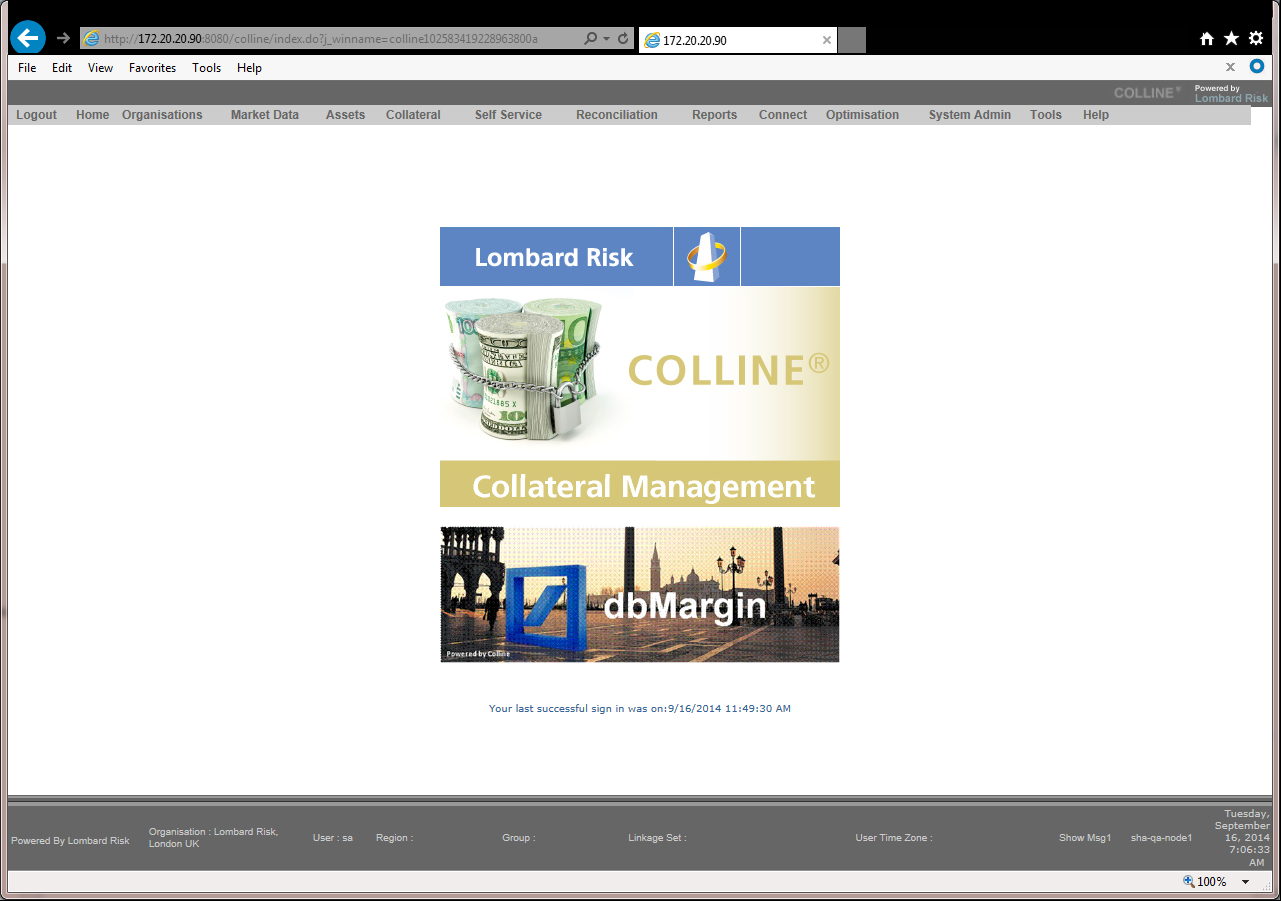 http://172.20.20.90:8080/colline/index.do?j_winname=colline102583419228963800a
172.20.20.90
File Edit View Favorites Tools Help
COLLINE® Powered by
Lombard Risk
Logout Home Organisations Market Data Assets Collateral Self Service Reconciliation Reports Connect Optimisation System Admin Tools Help
Lombard Risk
COLLINE®
Collateral Management
dbMargin
Powered by Colline
Your last successful sign in was on:9/16/2014 11:49:30 AM
Powered By Lombard Risk
Organisation : Lombard Risk,
London UK
User : sa
Region :
Group :
Linkage Set :
User Time Zone :
Show Msg1
sha-qa-node1
Tuesday,
September
16, 2014
7:06:33
AM
100%